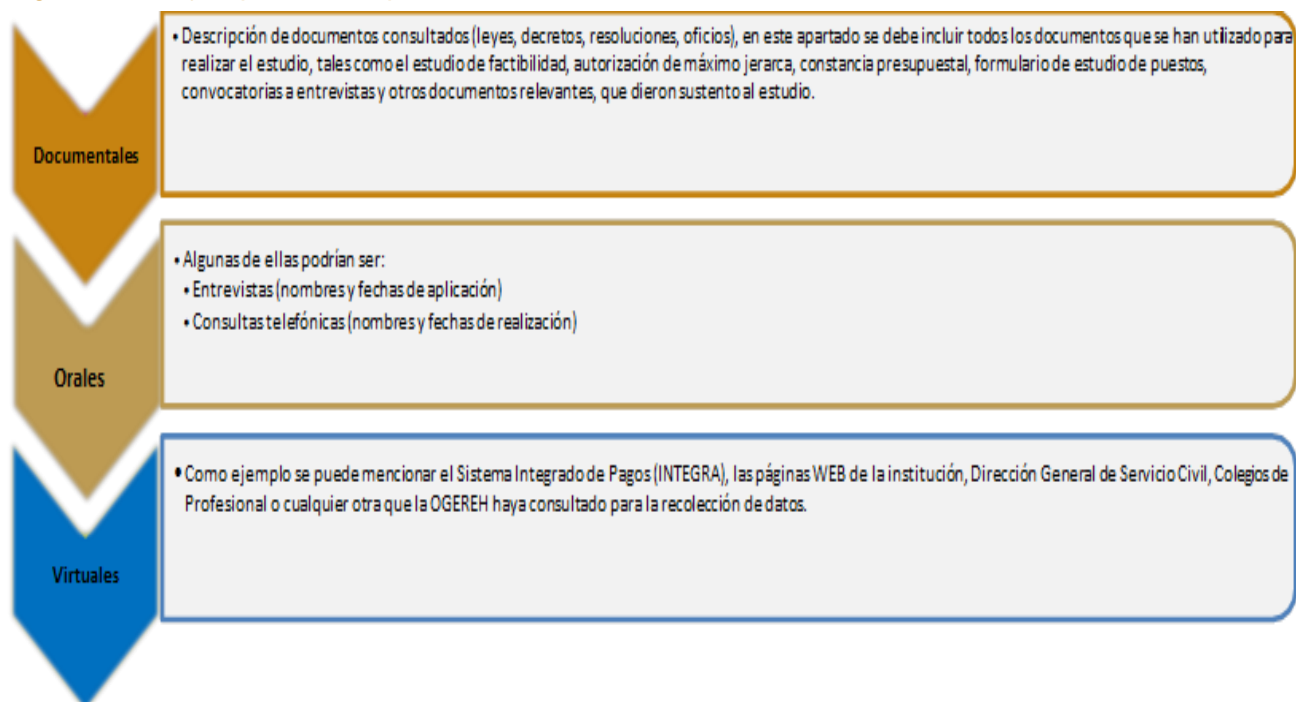 • Descripción de documentos consultados (leyes, decretos, resoluciones, oficios), en este apartado se debe incluir todos los documentos que se han utilizado para
realizar el estudio, tales como el estudio de factibilidad, autorización de máximo jerarca, constancia presupuestal, formulario de estudio de puestos,
convocatorias a entrevistas y otros documentos relevantes, que dieron sustento al estudio.
Documentales
• Algunas de ellas podrían ser:
• Entrevistas (nombres y fechas de aplicación)
• Consultas telefónicas (nombres y fechas de realización)
Orales
• Como ejemplo se puede mencionar el Sistema Integrado de Pagos (INTEGRA), las páginas WEB de la institución, Dirección General de Servicio Civil, Colegios de
Profesional o cualquier otra que la OGEREH haya consultado para la recolección de datos.
Virtuales